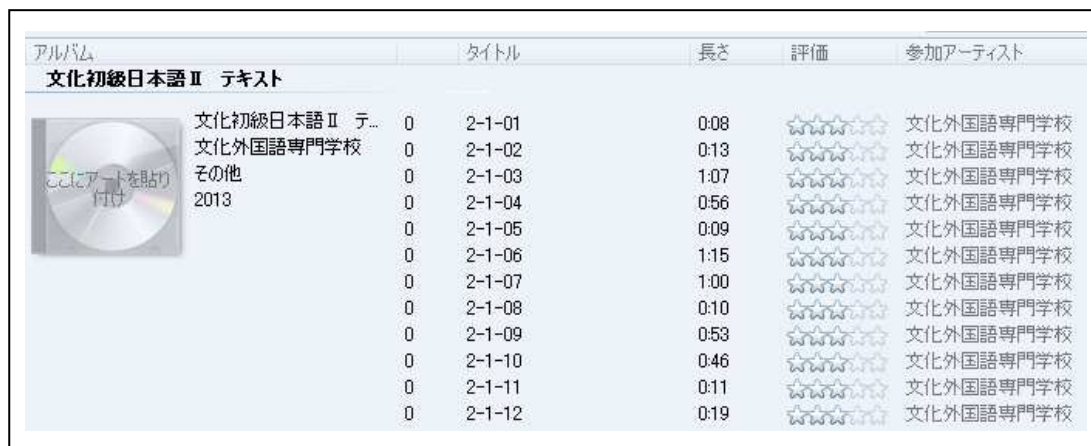 アルバム タイトル 長さ 評価 参加アーティスト
文化初級日本語Ⅱ テキスト
文化初級日本語Ⅱ テ... 0 2-1-01 0:08 文化外国語専門学校
文化外国語専門学校 0 2-1-02 0:13 文化外国語専門学校
その他 0 2-1-03 1:07 文化外国語専門学校
2013 0 2-1-04 0:56 文化外国語専門学校
ここにアートを貼り付け
0 2-1-05 0:09 文化外国語専門学校
0 2-1-06 1:15 文化外国語専門学校
0 2-1-07 1:00 文化外国語専門学校
0 2-1-08 0:10 文化外国語専門学校
0 2-1-09 0:53 文化外国語専門学校
0 2-1-10 0:46 文化外国語専門学校
0 2-1-11 0:11 文化外国語専門学校
0 2-1-12 0:19 文化外国語専門学校